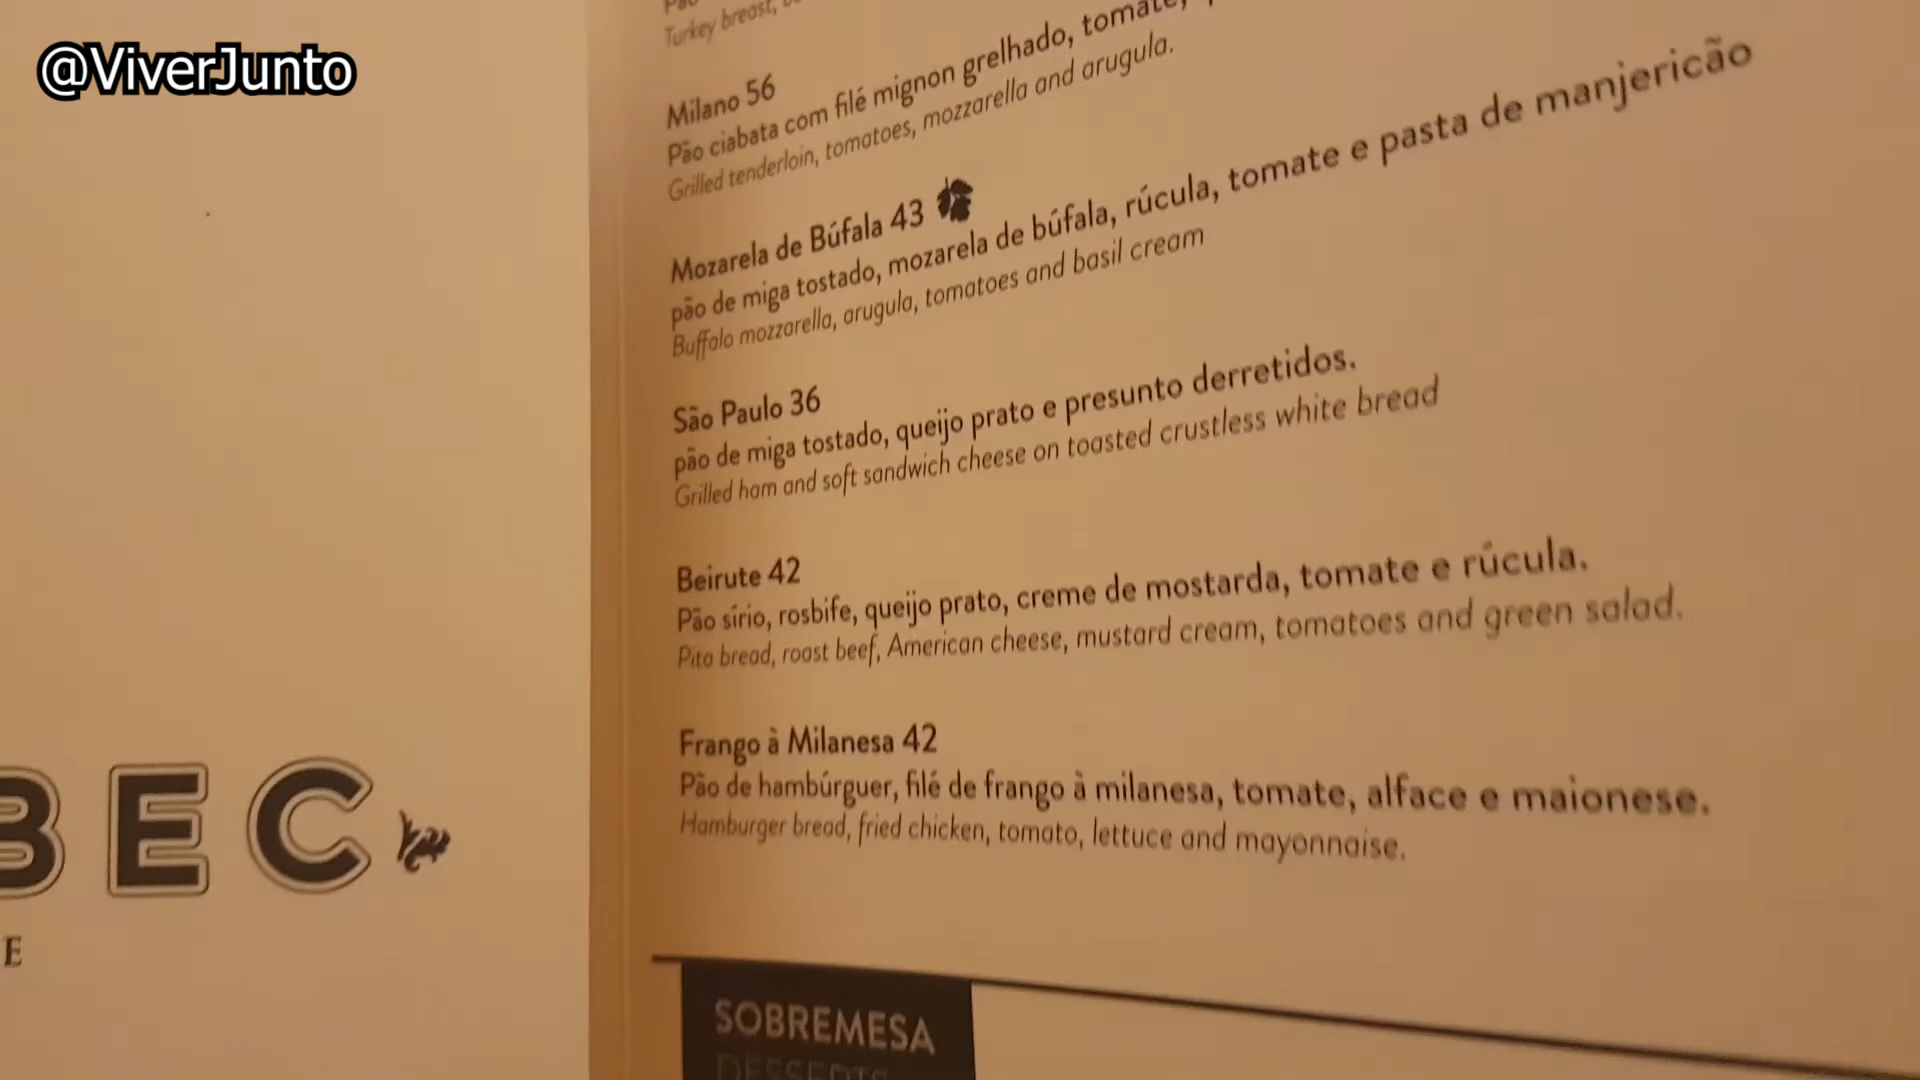 @ViverJunto
Turkey breast,
Milano 56
Pão ciabata com filé mignon grelhado, tomate,
Grilled tenderloin, tomatoes, mozzarella and arugula.
Mozarela de Búfala 43
pão de miga tostado, mozarela de búfala, rúcula, tomate e pasta de manjericão
Buffalo mozzarella, arugula, tomatoes and basil cream
São Paulo 36
pão de miga tostado, queijo prato e presunto derretidos.
Grilled ham and soft sandwich cheese on toasted crustless white bread
Beirute 42
Pão sírio, rosbife, queijo prato, creme de mostarda, tomate e rúcula.
Pita bread, roast beef, American cheese, mustard cream, tomatoes and green salad.
Frango à Milanesa 42
Pão de hambúrguer, filé de frango à milanesa, tomate, alface e maionese.
Hamburger bread, fried chicken, tomato, lettuce and mayonnaise.
BEC
E
SOBREMESA
DESSERTS